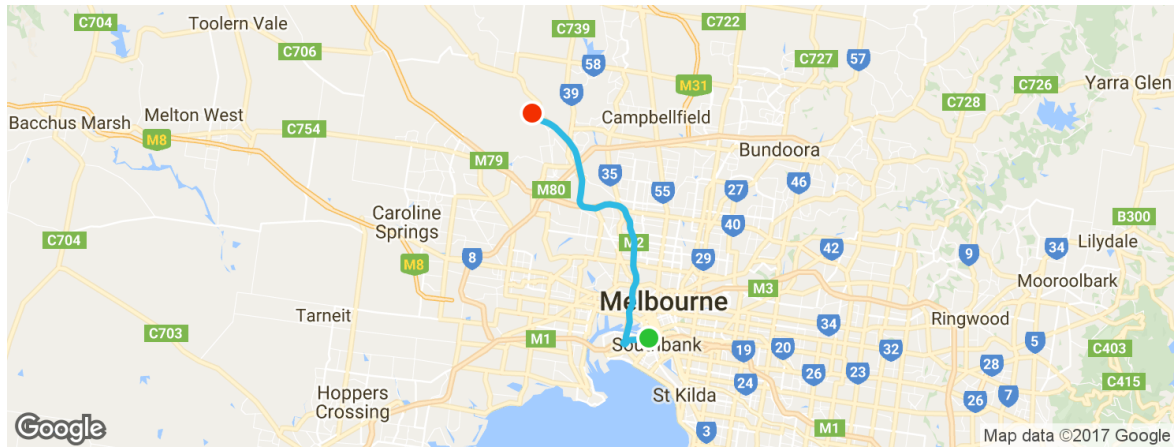 C704
Toolern Vale
C706
C739
C722
58
C727
57
M31
39
C726
Yarra Glen
Melton West
Bacchus Marsh
M8
C754
Campbellfield
C728
Bundoora
M79
M80
35
55
27
46
Caroline
Springs
40
B300
C704
M2
42
34
Lilydale
8
29
9
M8
M3
Mooroolbark
Melbourne
Tarneit
C703
34
Ringwood
M1
Southbank
19
20
32
5
C403
28
26
23
24
C415
Hoppers
Crossing
St Kilda
26
7
3
M1
Google
Map data ©2017 Google